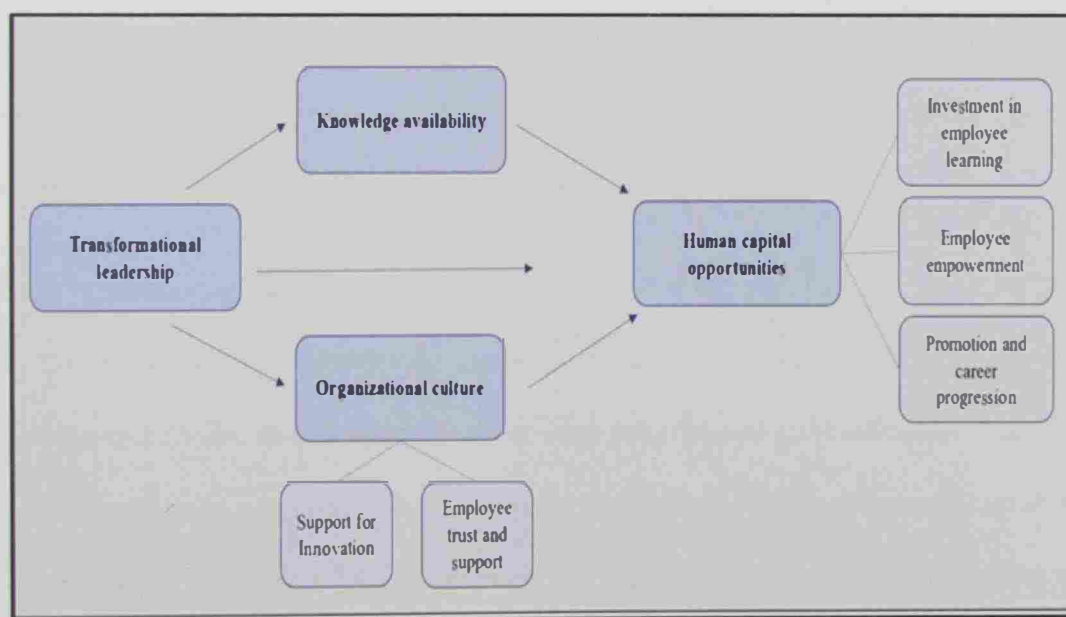 Knowledge availability
Transformational
leadership
Human capital
opportunities
Organizational culture
Support for
Innovation
Employee
trust and
support
Investment in
employee
learning
Employee
empowerment
Promotion and
career
progression